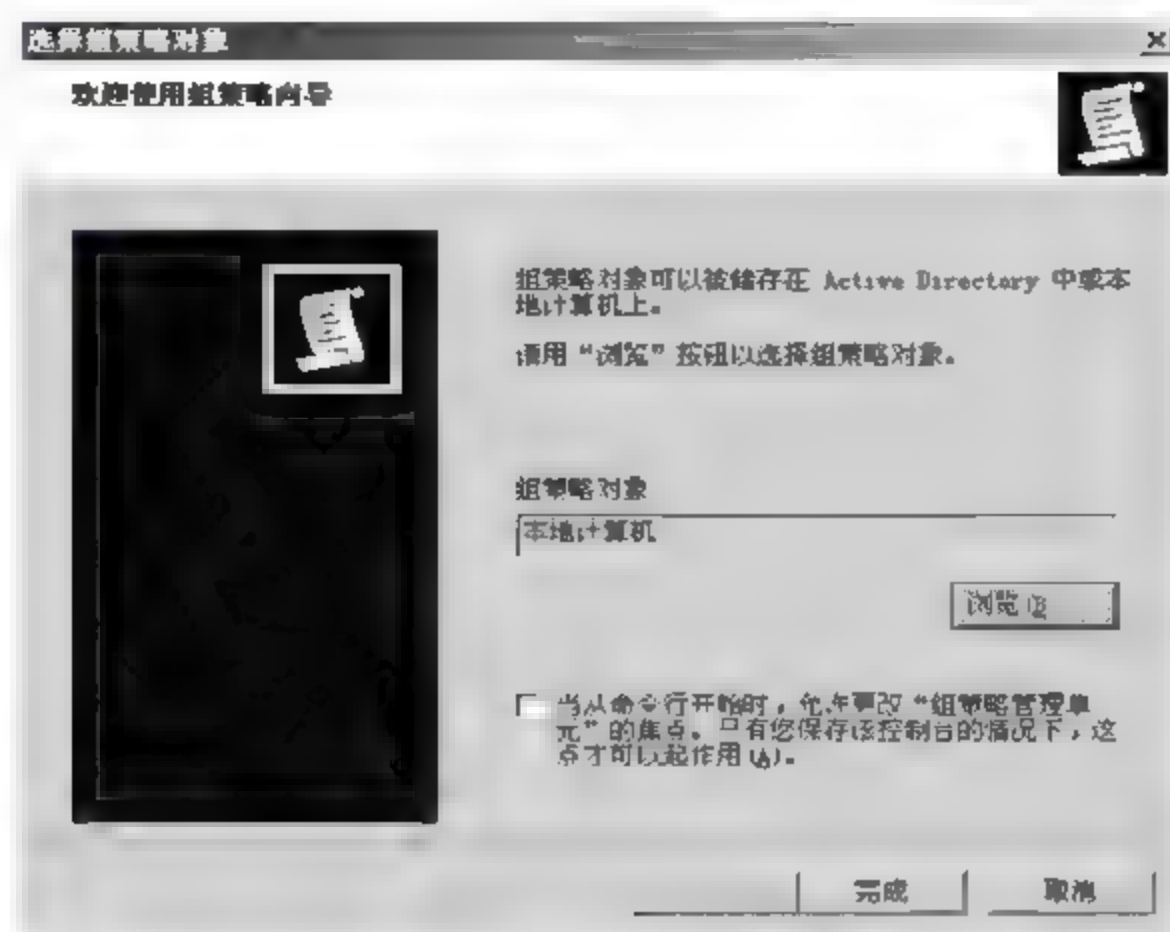 选择组策略对象
欢迎使用组策略向导
组策略对象可以被储存在 Active Directory 中或本
地计算机上。
请用“浏览”按钮以选择组策略对象。
组策略对象
本地计算机
浏览(B)
当从命令行开始时，允许更改“组策略管理单
元”的焦点。只有您保存该控制台的情况下，这
点才可以起作用(A)。
完成
取消